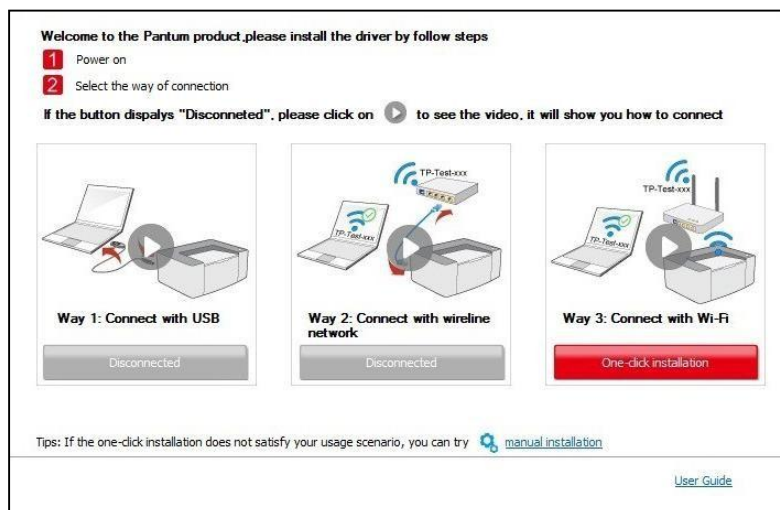 Welcome to the Pantum product,please install the driver by follow steps
1 Power on
2 Select the way of connection
If the button dispalys "Disconneted", please click on to see the video, it will show you how to connect
TP-Test-xxx
TP-Test-xxx
TP-Test-xxx
TP-Test-xxx
Way 1: Connect with USB
Way 2: Connect with wireline
network
Way 3: Connect with Wi-Fi
Disconnected
Disconnected
One-click installation
Tips: If the one-click installation does not satisfy your usage scenario, you can try manual installation
User Guide